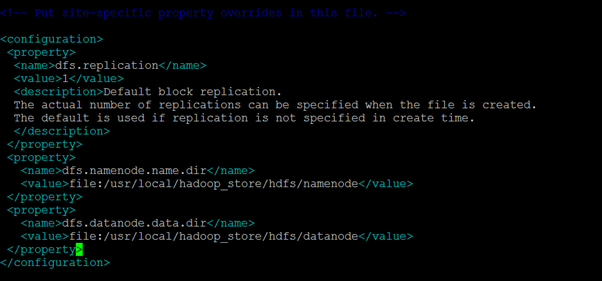 <!-- Put site-specific property overrides in this file. -->
<configuration>
<property>
<name>dfs.replication</name>
<value>1</value>
<description>Default block replication.
The actual number of replications can be specified when the file is created.
The default is used if replication is not specified in create time.
</description>
</property>
<property>
<name>dfs.namenode.name.dir</name>
<value>file:/usr/local/hadoop_store/hdfs/namenode</value>
</property>
<property>
<name>dfs.datanode.data.dir</name>
<value>file:/usr/local/hadoop_store/hdfs/datanode</value>
</property>
</configuration>